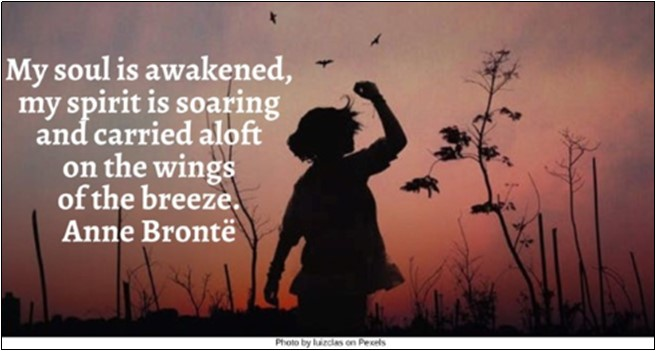 My soul is awakened,
my spirit is soaring
and carried aloft
on the wings
of the breeze.
Anne Brontë
Photo by luizclas on Pexels